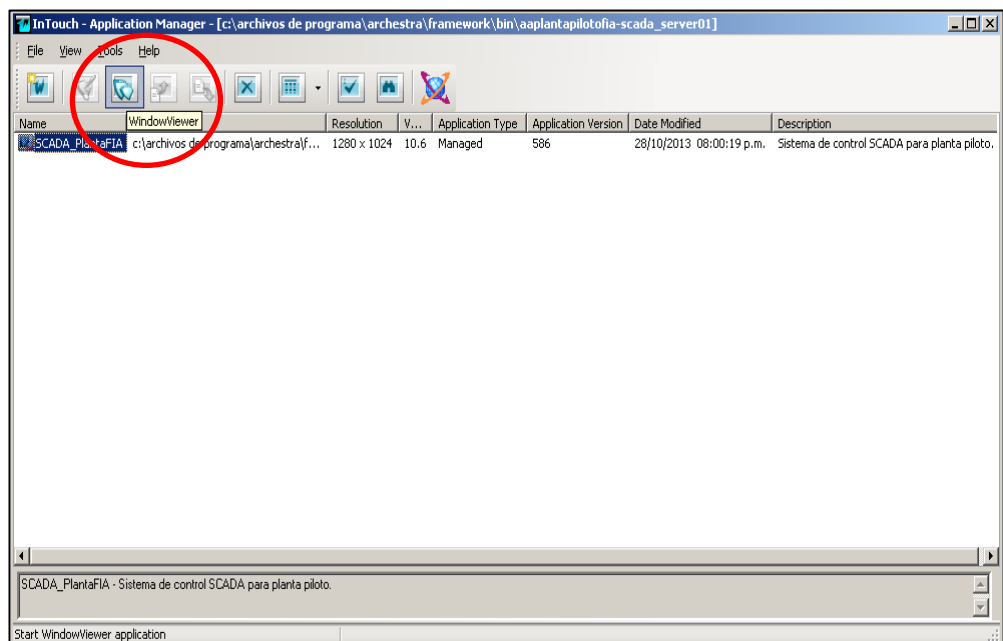 InTouch - Application Manager - [c:\archivos de programa\archestra\framework\bin\aaplantapilotofia-scada_server01]
File View Tools Help
WindowViewer
Name Resolution V... Application Type Application Version Date Modified Description
SCADA_PlantaFIA c:\archivos de programa\archestra\f... 1280 x 1024 10.6 Managed 586 28/10/2013 08:00:19 p.m. Sistema de control SCADA para planta piloto.
SCADA_PlantaFIA - Sistema de control SCADA para planta piloto.
Start WindowViewer application